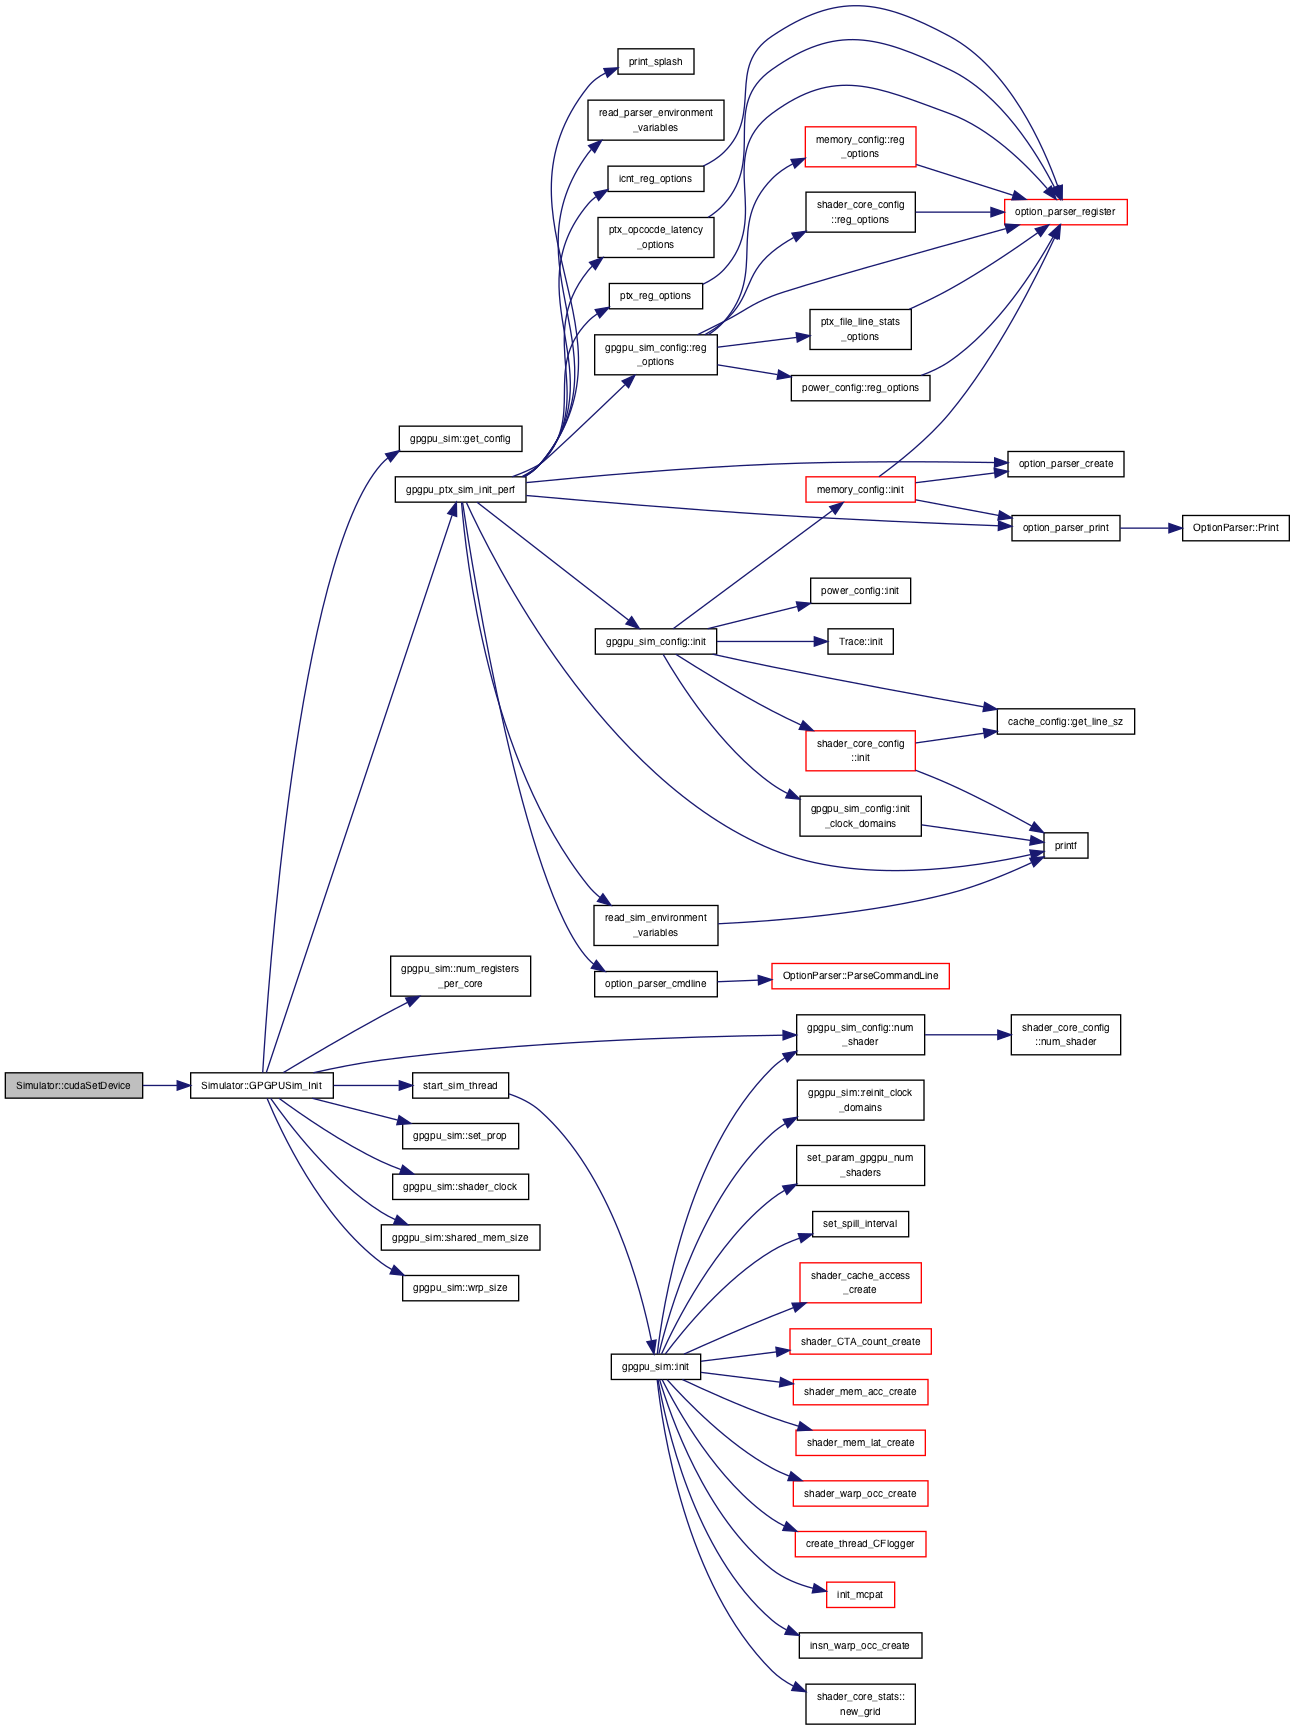 print_splash
read_parser_environment
_variables
icnt_reg_options
ptx_opcocde_latency
_options
ptx_reg_options
gpgpu_sim_config::reg
_options
memory_config::reg
_options
shader_core_config
::reg_options
option_parser_register
ptx_file_line_stats
_options
power_config::reg_options
gpgpu_sim::get_config
gpgpu_ptx_sim_init_perf
option_parser_create
memory_config::init
option_parser_print
OptionParser::Print
power_config::init
gpgpu_sim_config::init
Trace::init
cache_config::get_line_sz
shader_core_config
::init
gpgpu_sim_config::init
_clock_domains
printf
read_sim_environment
_variables
option_parser_cmdline
OptionParser::ParseCommandLine
gpgpu_sim::num_registers
_per_core
gpgpu_sim_config::num
_shader
shader_core_config
::num_shader
Simulator::cudaSetDevice
Simulator::GPGPUSim_Init
start_sim_thread
gpgpu_sim::set_prop
gpgpu_sim::shader_clock
gpgpu_sim::shared_mem_size
gpgpu_sim::wrp_size
gpgpu_sim::reinit_clock
_domains
set_param_gpgpu_num
_shaders
set_spill_interval
shader_cache_access
_create
shader_CTA_count_create
gpgpu_sim::init
shader_mem_acc_create
shader_mem_lat_create
shader_warp_occ_create
create_thread_CFlogger
init_mcpat
insn_warp_occ_create
shader_core_stats::
new_grid